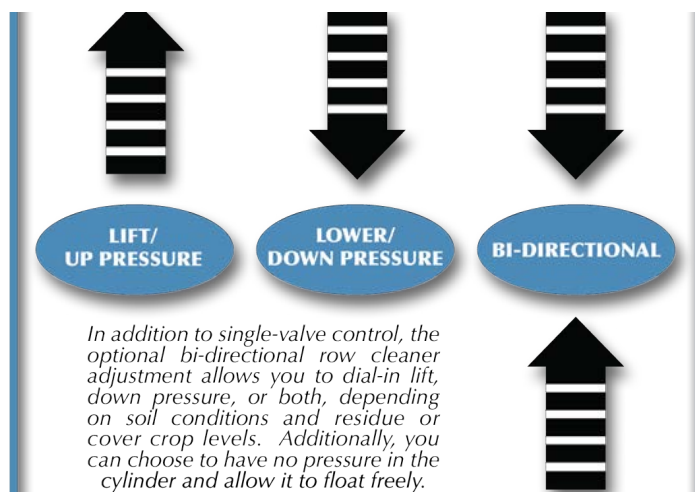 LIFT/
UP PRESSURE
LOWER/
DOWN PRESSURE
BI-DIRECTIONAL
In addition to single-valve control, the
optional bi-directional row cleaner
adjustment allows you to dial-in lift,
down pressure, or both, depending
on soil conditions and residue or
cover crop levels. Additionally, you
can choose to have no pressure in the
cylinder and allow it to float freely.